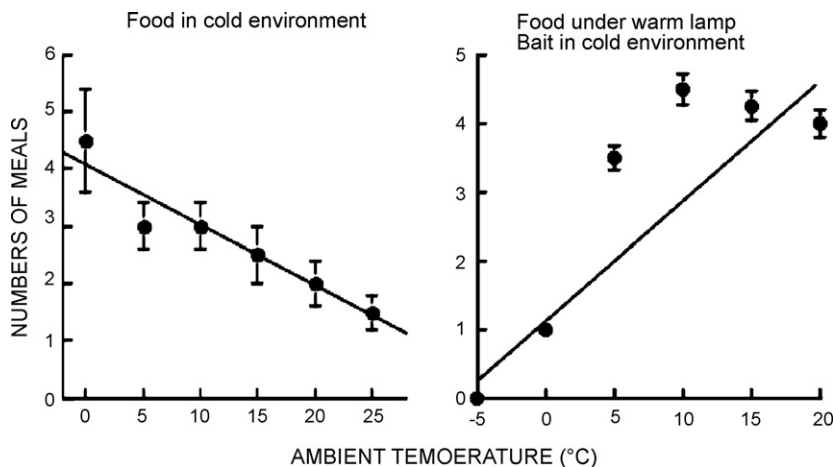 Food in cold environment
Food under warm lamp
Bait in cold environment
NUMBERS OF MEALS
6
5
4
3
2
1
0
0 5 10 15 20 25
5
4
3
2
1
0
-5 0 5 10 15 20
AMBIENT TEMOERATURE (°C)